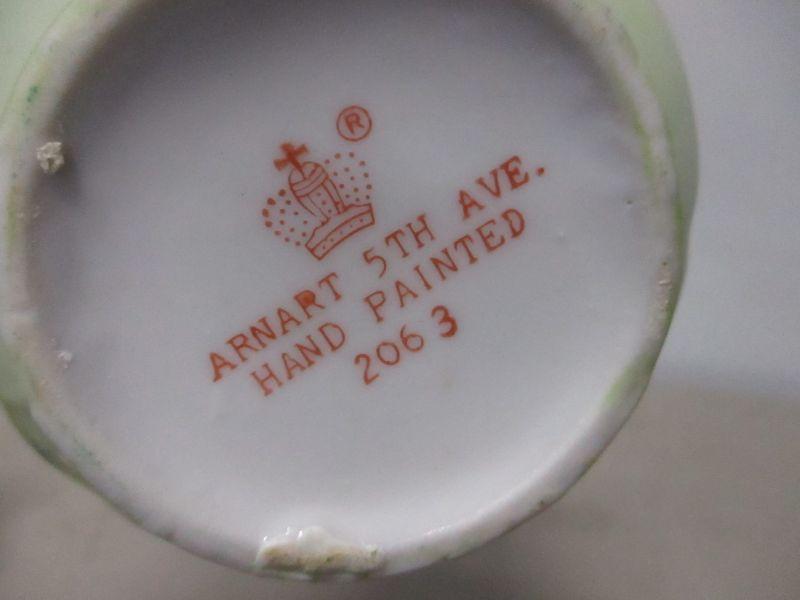 ®
ARNART 5TH AVE.
HAND PAINTED
2063